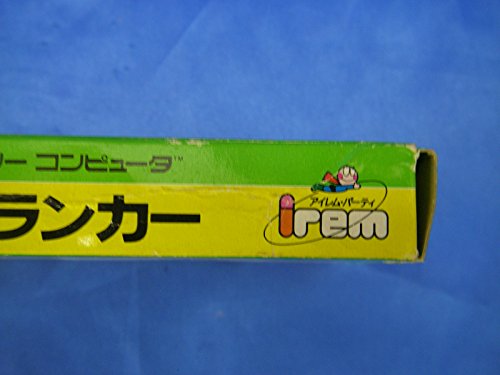 ー コンピュータ™
ランカー
アイレム・パーティ
irem